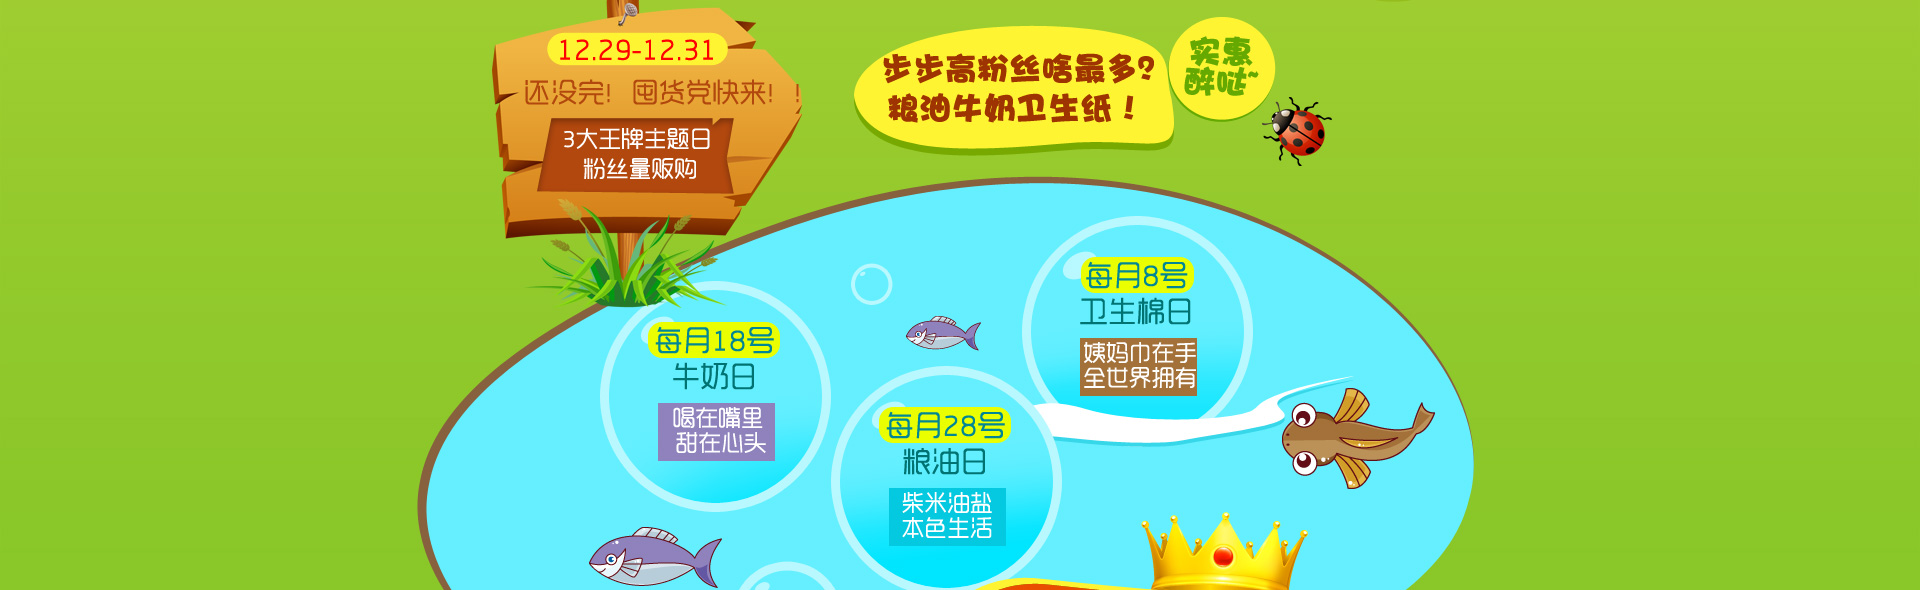 12.29-12.31
还没完! 囤货党快来! !
3大王牌主题日
粉丝量贩购
步步高粉丝啥最多?
粮油牛奶卫生纸！
实惠
醉哒~
每月8号
卫生棉日
姨妈巾在手
全世界拥有
每月18号
牛奶日
喝在嘴里
甜在心头
每月28号
粮油日
柴米油盐
本色生活